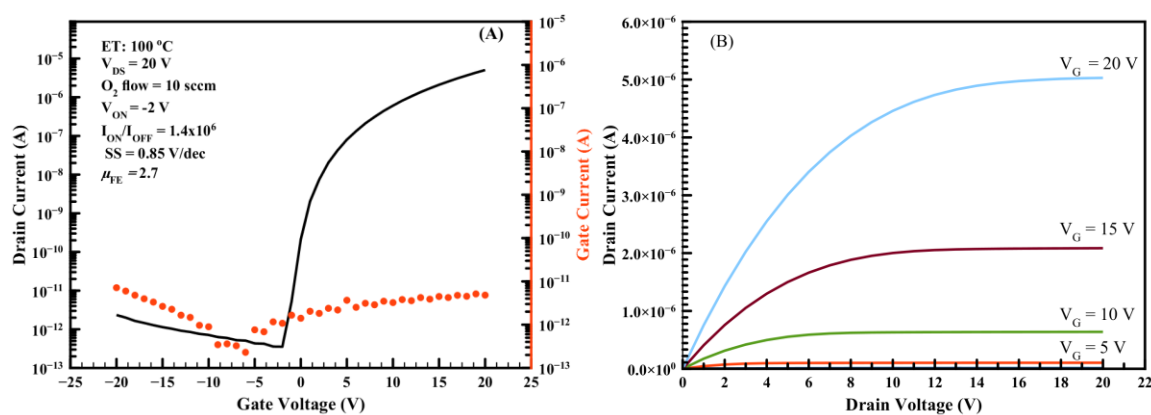 (A)
ET: 100 °C
V_DS = 20 V
O₂ flow = 10 sccm
V_ON = -2 V
I_ON/I_OFF = 1.4x10⁶
SS = 0.85 V/dec
μ_FE = 2.7
Drain Current (A)
10⁻⁵
10⁻⁶
10⁻⁷
10⁻⁸
10⁻⁹
10⁻¹⁰
10⁻¹¹
10⁻¹²
10⁻¹³
−25 −20 −15 −10 −5 0 5 10 15 20 25
Gate Voltage (V)
10⁻⁵
10⁻⁶
10⁻⁷
10⁻⁸
10⁻⁹
10⁻¹⁰
10⁻¹¹
10⁻¹²
10⁻¹³
Gate Current (A)
(B)
Drain Current (A)
6.0×10⁻⁶
5.0×10⁻⁶
4.0×10⁻⁶
3.0×10⁻⁶
2.0×10⁻⁶
1.0×10⁻⁶
0.0×10⁰
V_G = 20 V
V_G = 15 V
V_G = 10 V
V_G = 5 V
0 2 4 6 8 10 12 14 16 18 20 22
Drain Voltage (V)